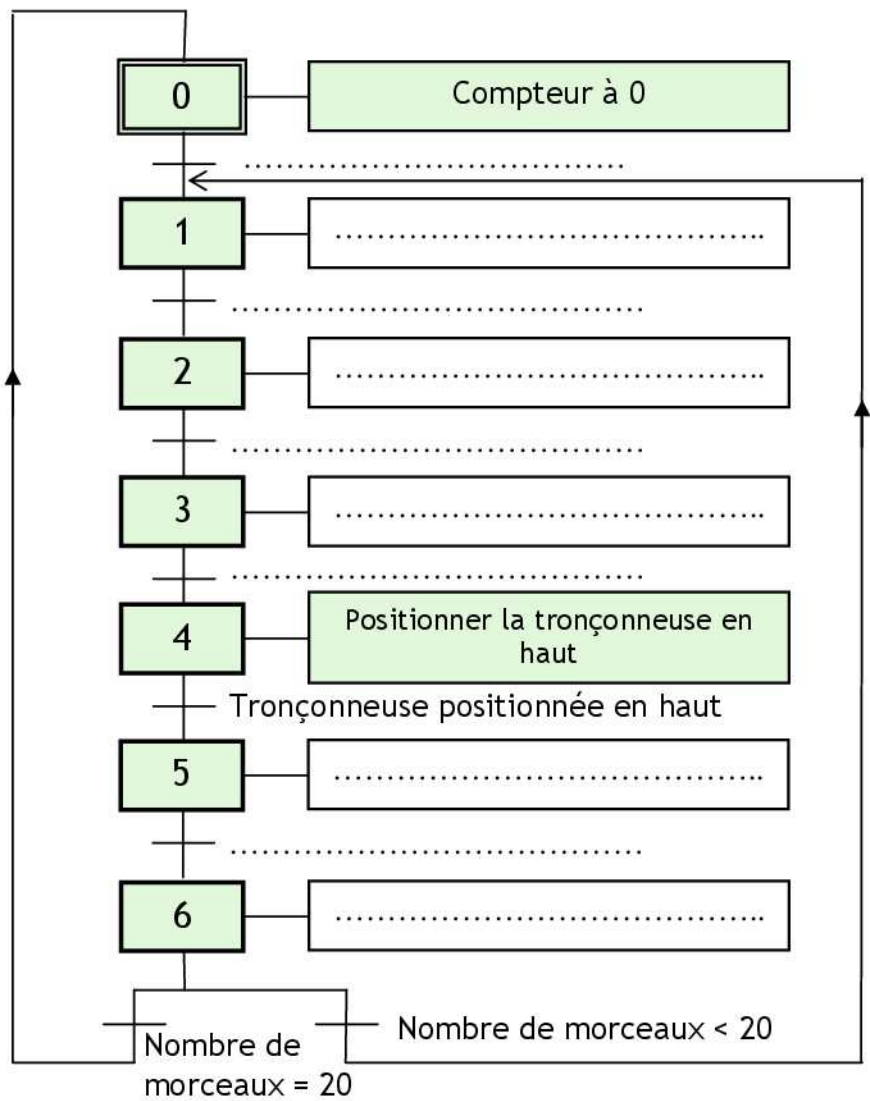 0
Compteur à 0
......................................
1
..........................................
..........................................
2
..........................................
..........................................
3
..........................................
..........................................
4
Positionner la tronçonneuse en
haut
Tronçonneuse positionnée en haut
5
..........................................
..........................................
6
..........................................
Nombre de morceaux < 20
Nombre de
morceaux = 20